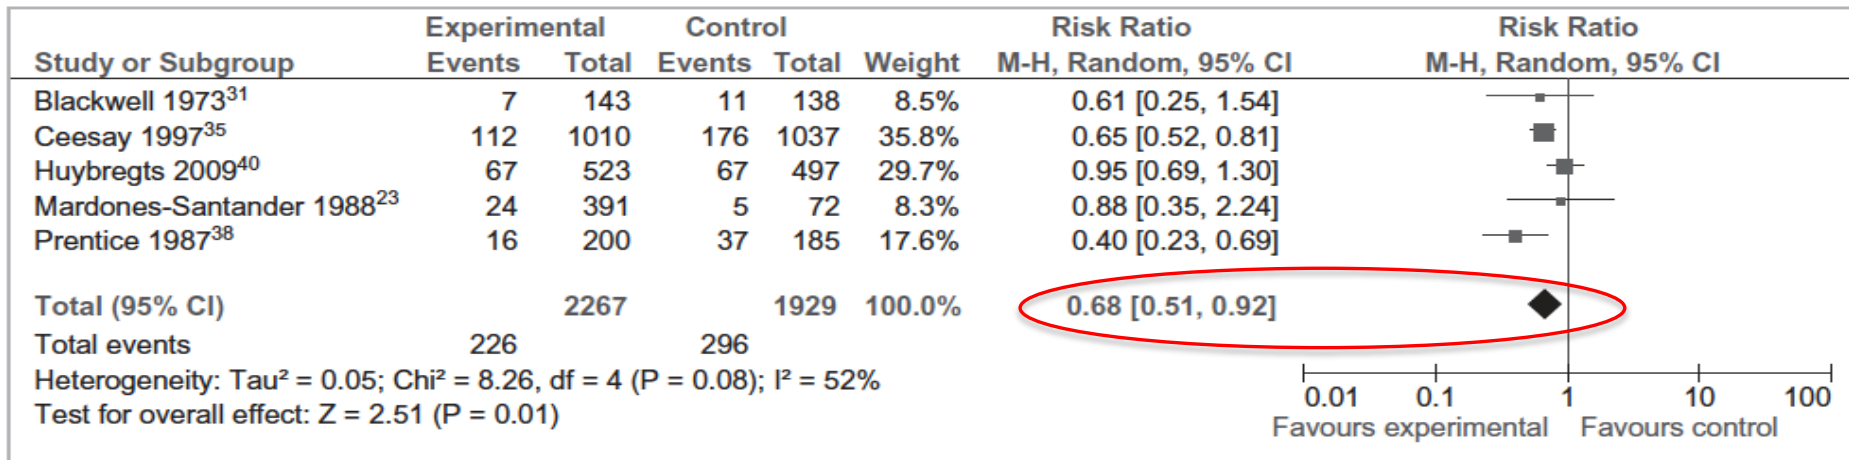 Experimental Control Risk Ratio Risk Ratio
Study or Subgroup Events Total Events Total Weight M-H, Random, 95% CI M-H, Random, 95% CI
Blackwell 1973³¹ 7 143 11 138 8.5% 0.61 [0.25, 1.54]
Ceesay 1997³⁵ 112 1010 176 1037 35.8% 0.65 [0.52, 0.81]
Huybregts 2009⁴⁰ 67 523 67 497 29.7% 0.95 [0.69, 1.30]
Mardones-Santander 1988²³ 24 391 5 72 8.3% 0.88 [0.35, 2.24]
Prentice 1987³⁸ 16 200 37 185 17.6% 0.40 [0.23, 0.69]
Total (95% CI) 2267 1929 100.0% 0.68 [0.51, 0.92]
Total events 226 296
Heterogeneity: Tau² = 0.05; Chi² = 8.26, df = 4 (P = 0.08); I² = 52%
Test for overall effect: Z = 2.51 (P = 0.01)
0.01 0.1 1 10 100
Favours experimental Favours control